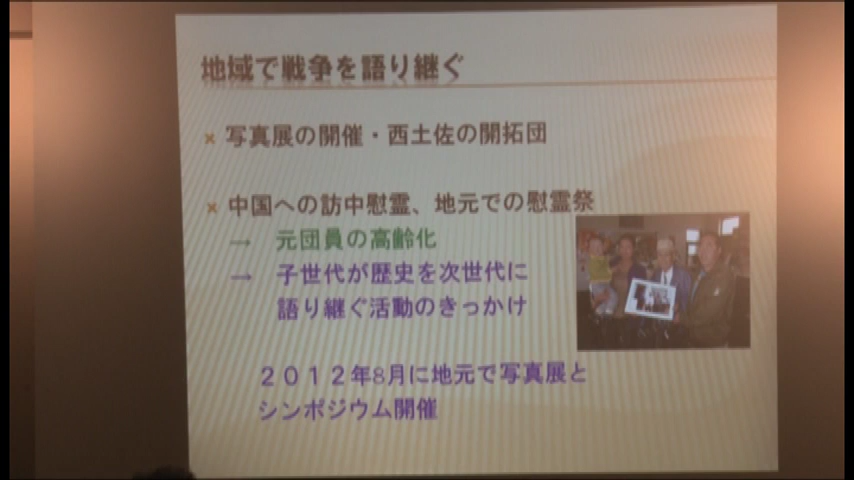 地域で戦争を語り継ぐ
× 写真展の開催・西土佐の開拓団
× 中国への訪中慰霊、地元での慰霊祭
→ 元団員の高齢化
→ 子世代が歴史を次世代に
語り継ぐ活動のきっかけ
２０１２年8月に地元で写真展と
シンポジウム開催